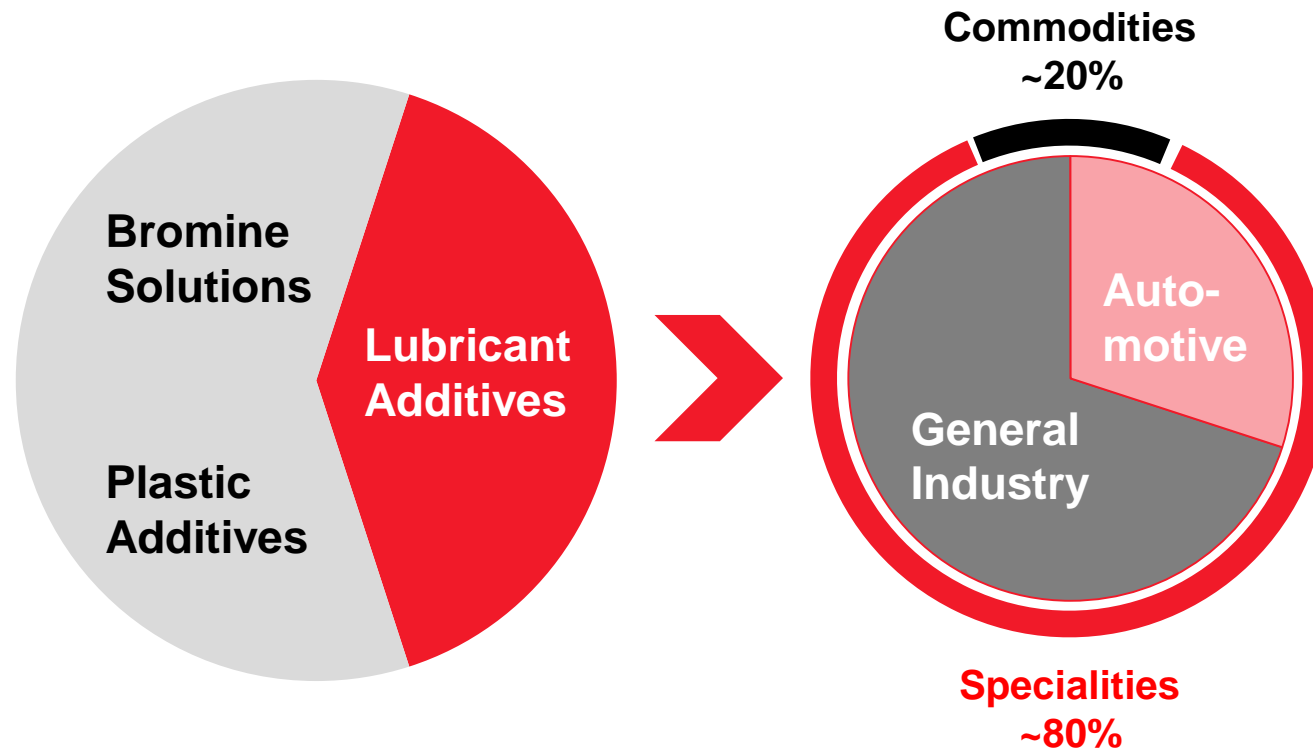 Commodities
~20%
Bromine
Solutions
Lubricant
Additives
Plastic
Additives
Auto-
motive
General
Industry
Specialities
~80%